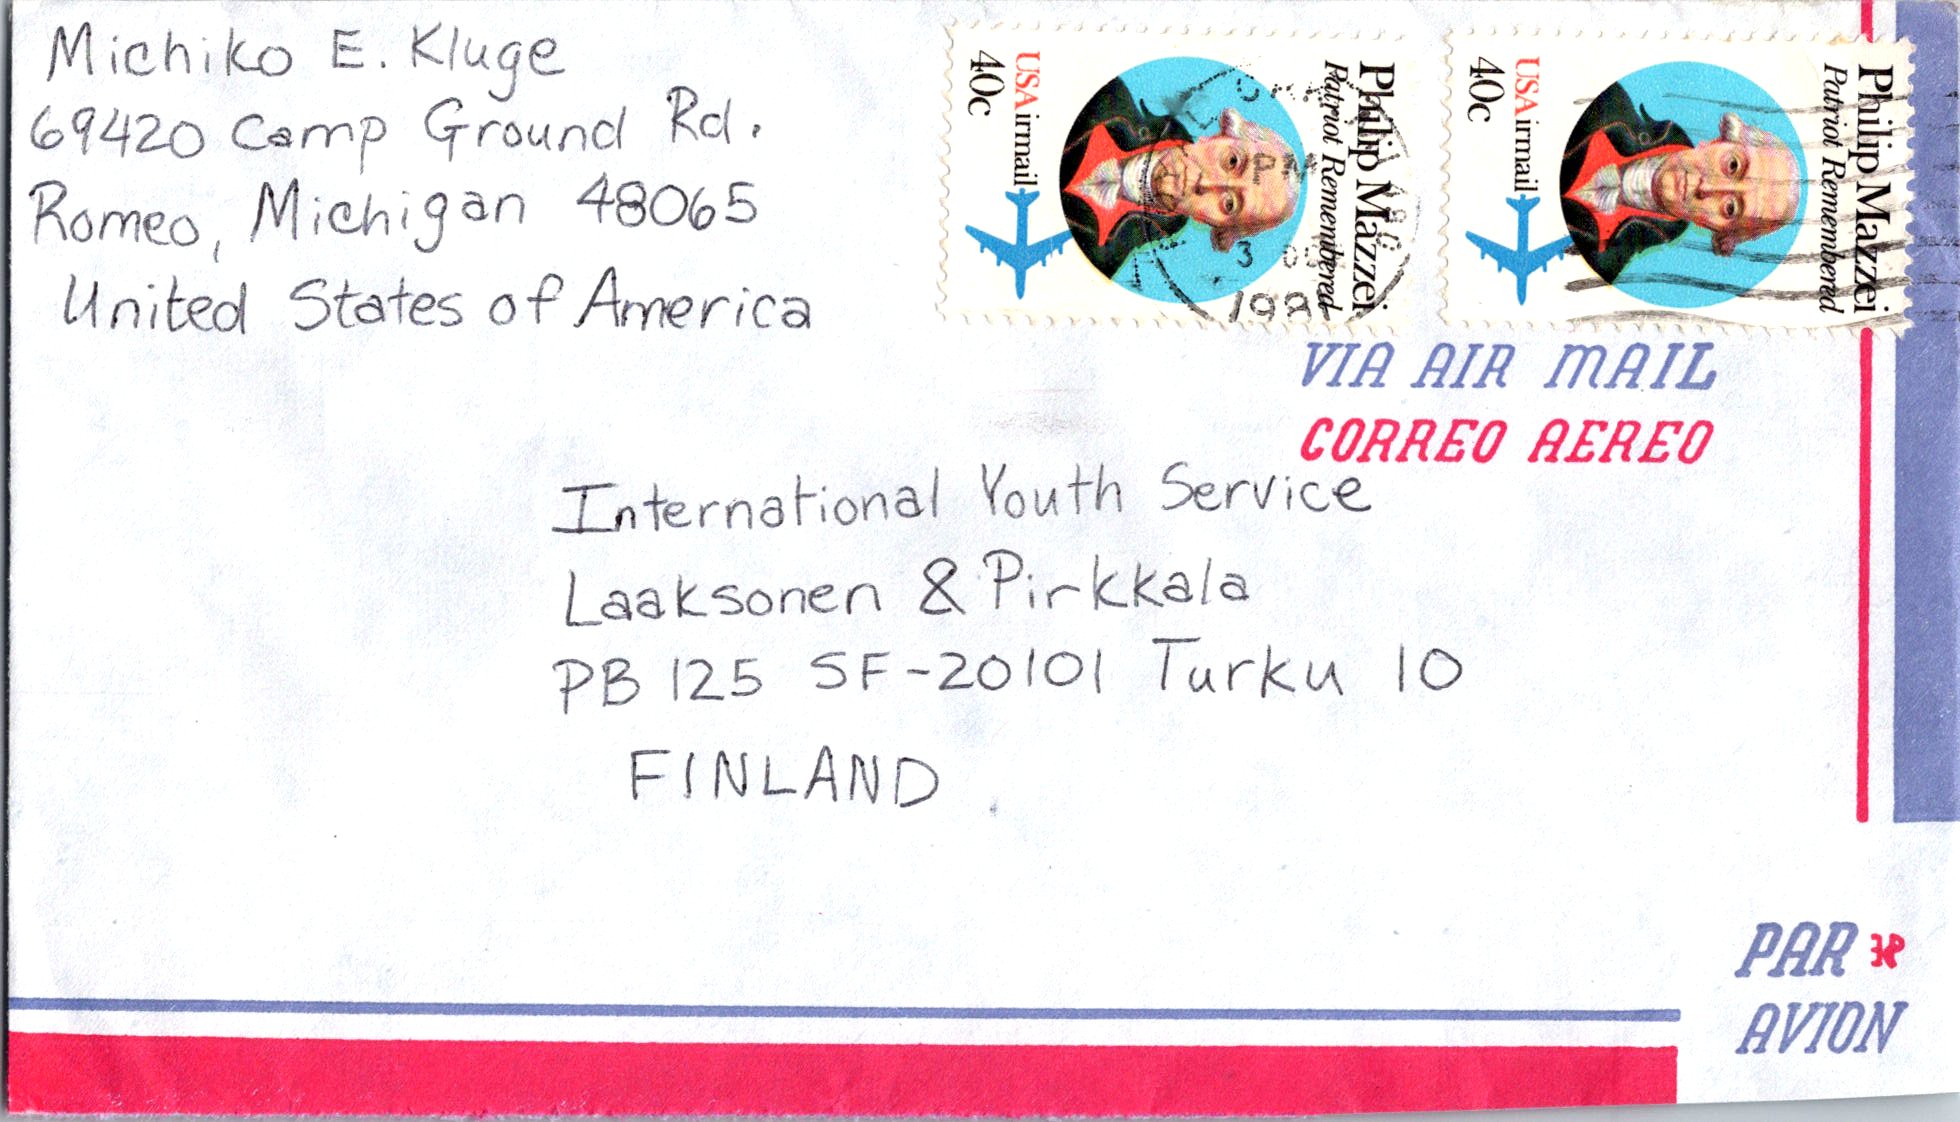 Michiko E. Kluge
69420 Camp Ground Rd.
Romeo, Michigan 48065
United States of America
Philip Mazzei
Patriot Remembered
USAirmail
40c
Philip Mazzei
Patriot Remembered
USAirmail
40c
PM
3
VIA AIR MAIL
CORREO AEREO
International Youth Service
Laaksonen & Pirkkala
PB 125 SF-20101 Turku 10
FINLAND
PAR
AVION